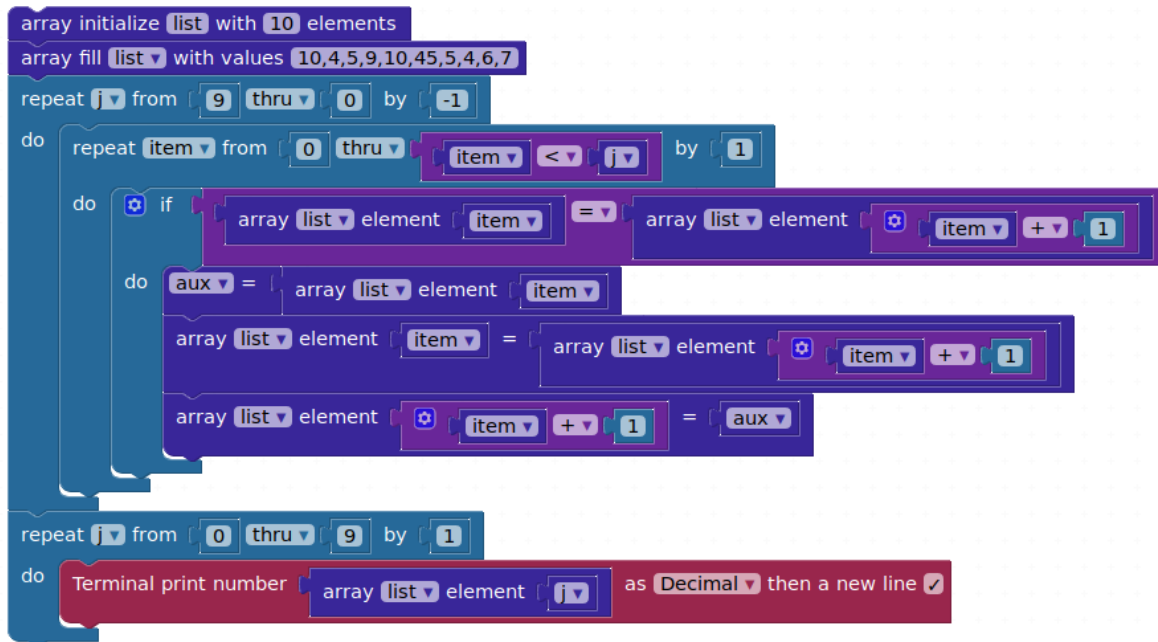 array initialize list with 10 elements
array fill list with values 10,4,5,9,10,45,5,4,6,7
repeat j from 9 thru 0 by -1
do repeat item from 0 thru item < j by 1
do if array list element item = array list element item + 1
do aux = array list element item
array list element item = array list element item + 1
array list element item + 1 = aux
repeat j from 0 thru 9 by 1
do Terminal print number array list element j as Decimal then a new line